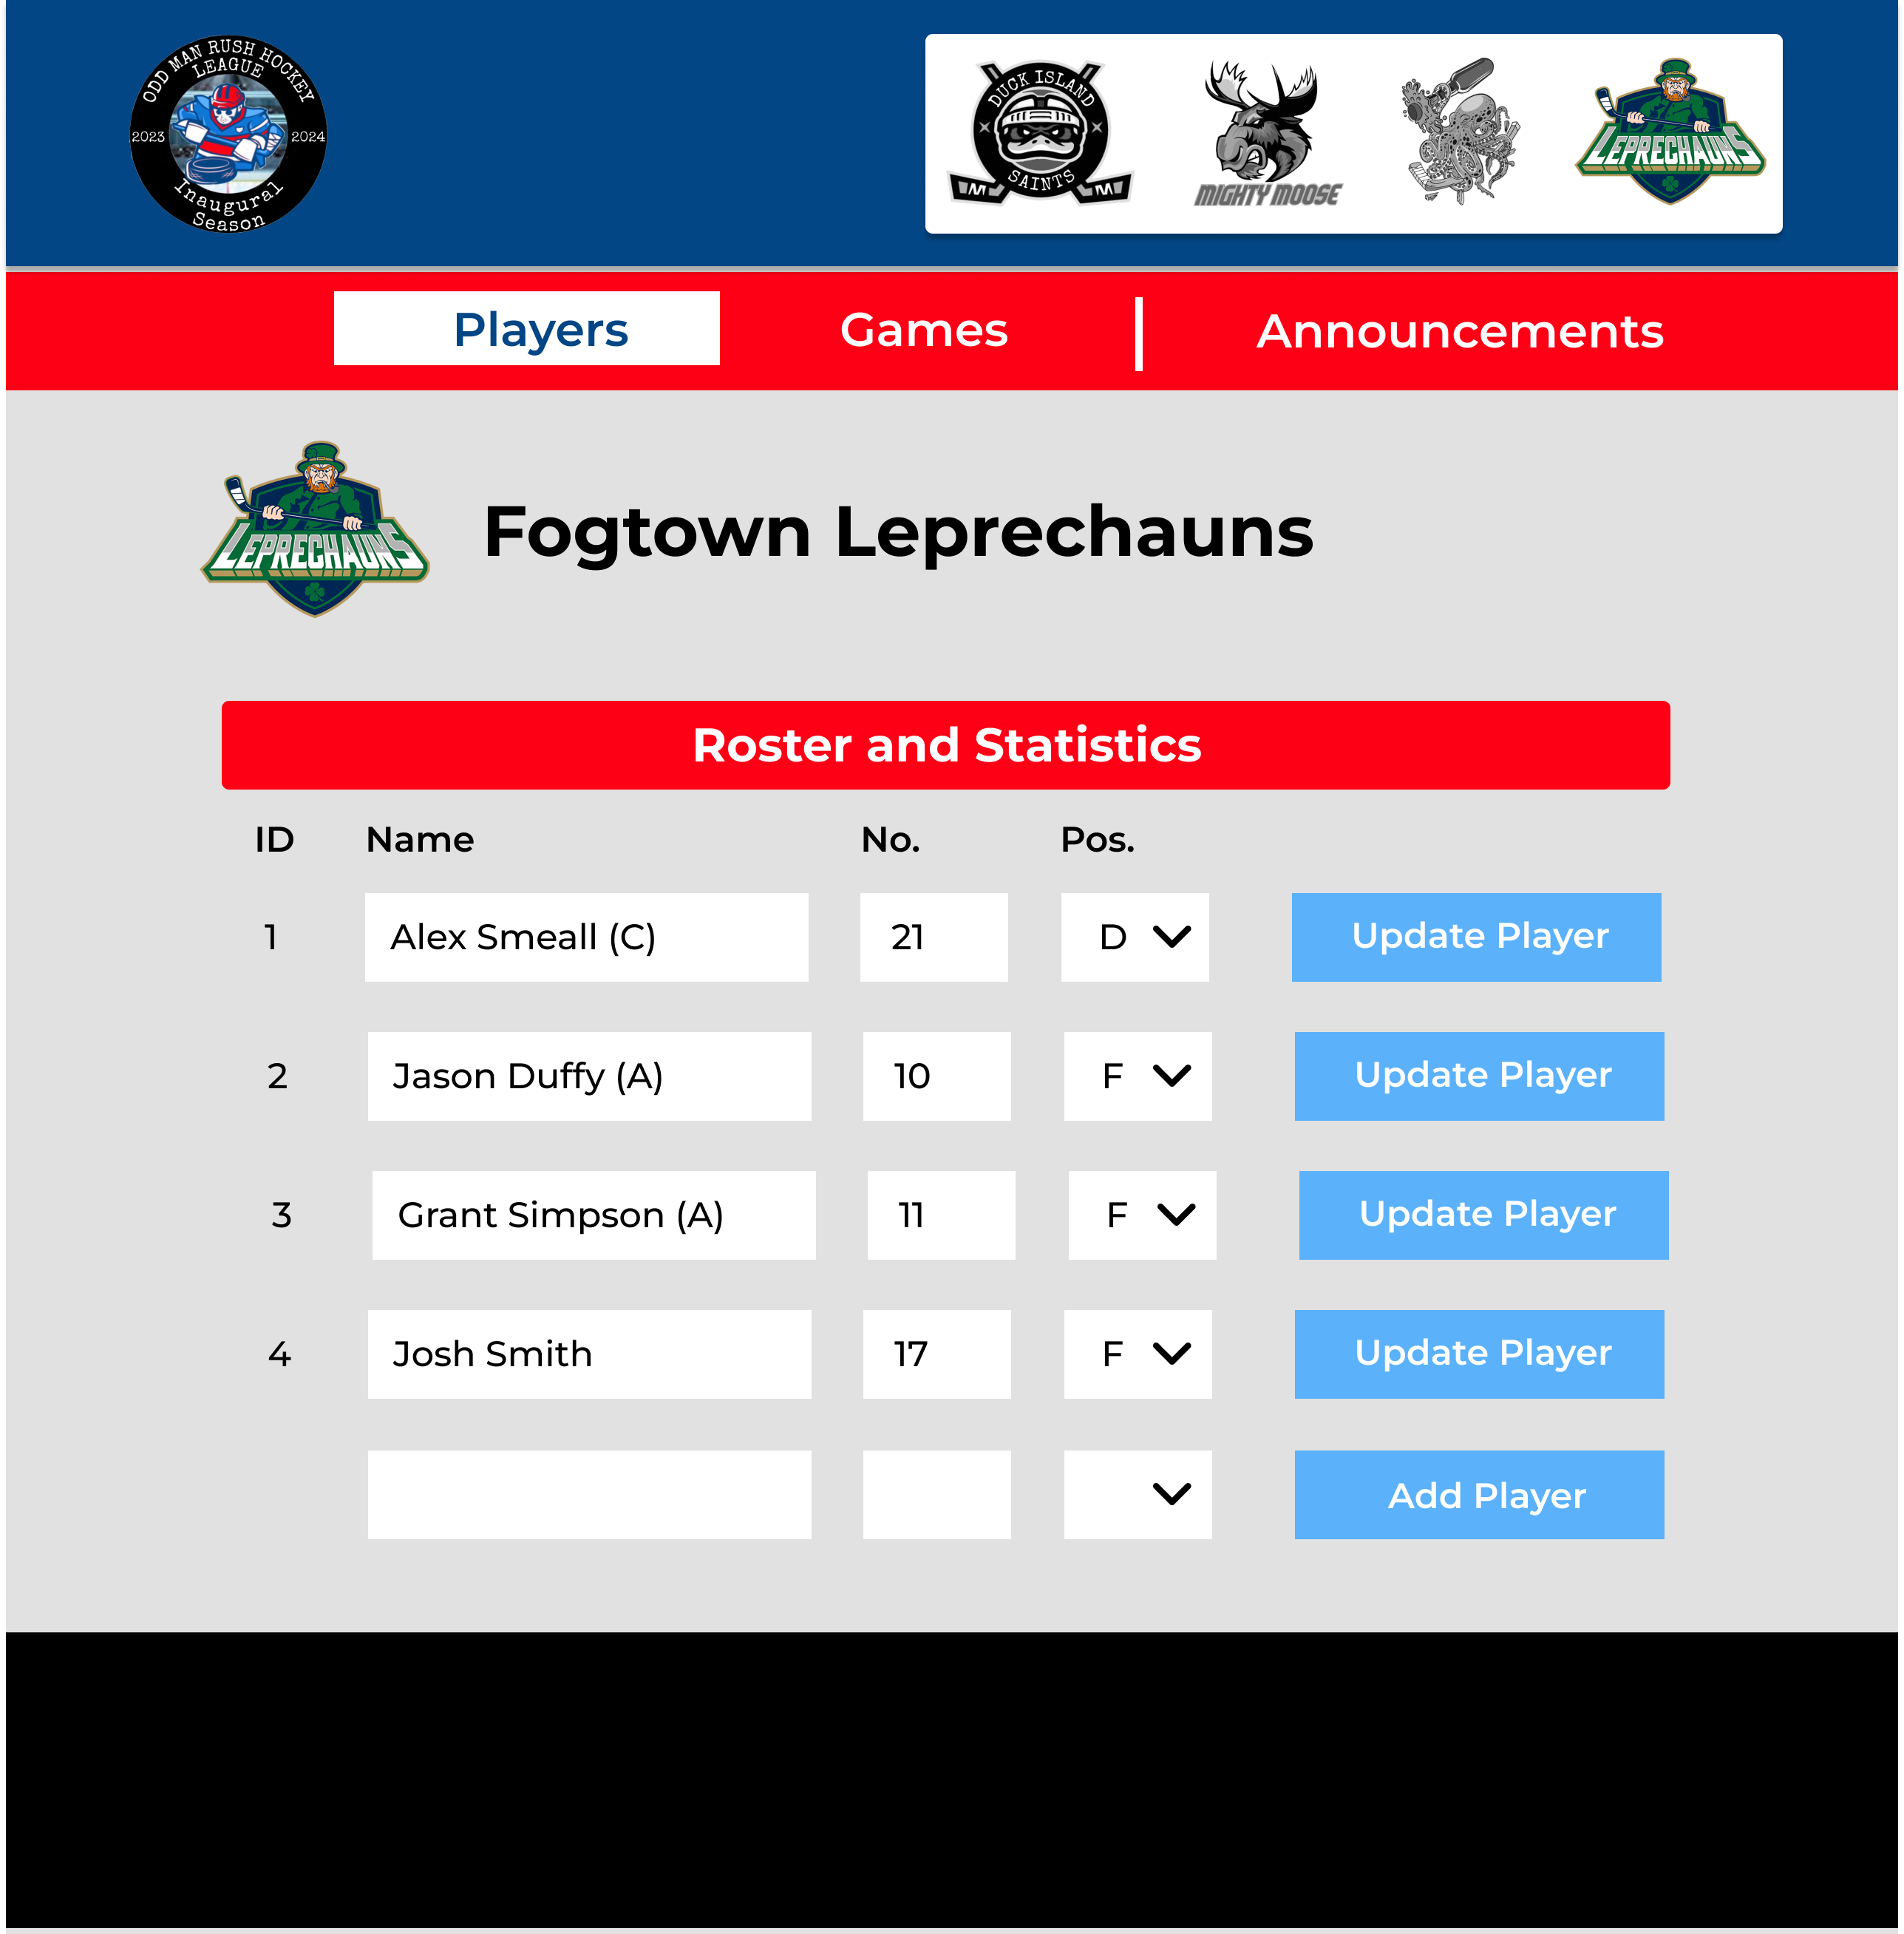 ODD MAN RUSH HOCKEY
LEAGUE
2023 2024
Inaugural
Season
DUCK ISLAND
SAINTS
M M
MIGHTY MOOSE
LEPRECHAUNS
Players Games Announcements
LEPRECHAUNS
Fogtown Leprechauns
Roster and Statistics
ID Name No. Pos.
1 Alex Smeall (C) 21 D Update Player
2 Jason Duffy (A) 10 F Update Player
3 Grant Simpson (A) 11 F Update Player
4 Josh Smith 17 F Update Player
Add Player